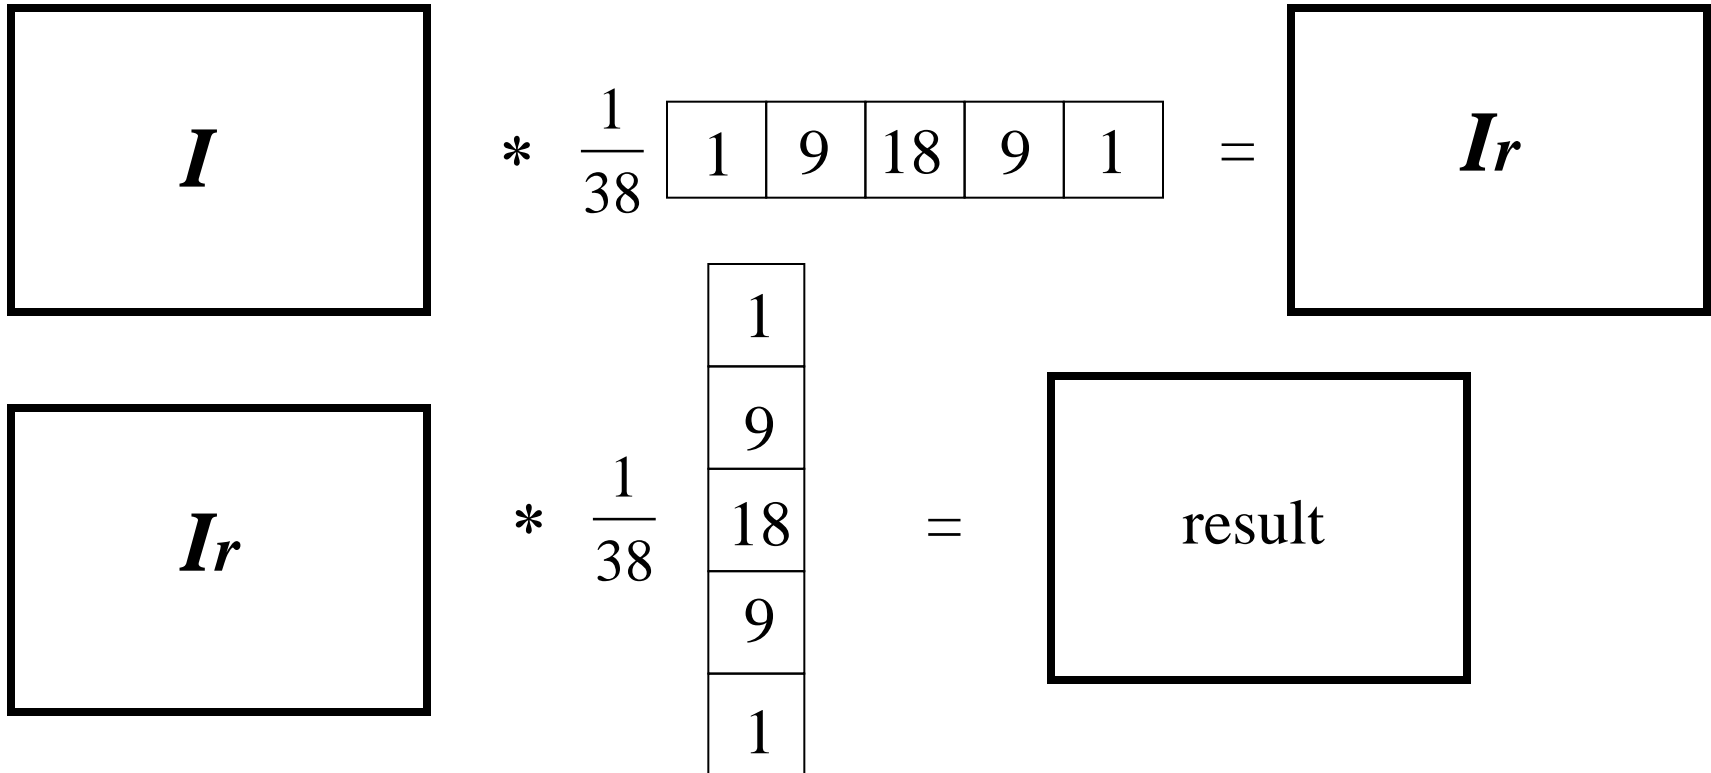 I * 1/38 1 9 18 9 1 = Ir
Ir * 1/38 1 9 18 9 1 = result